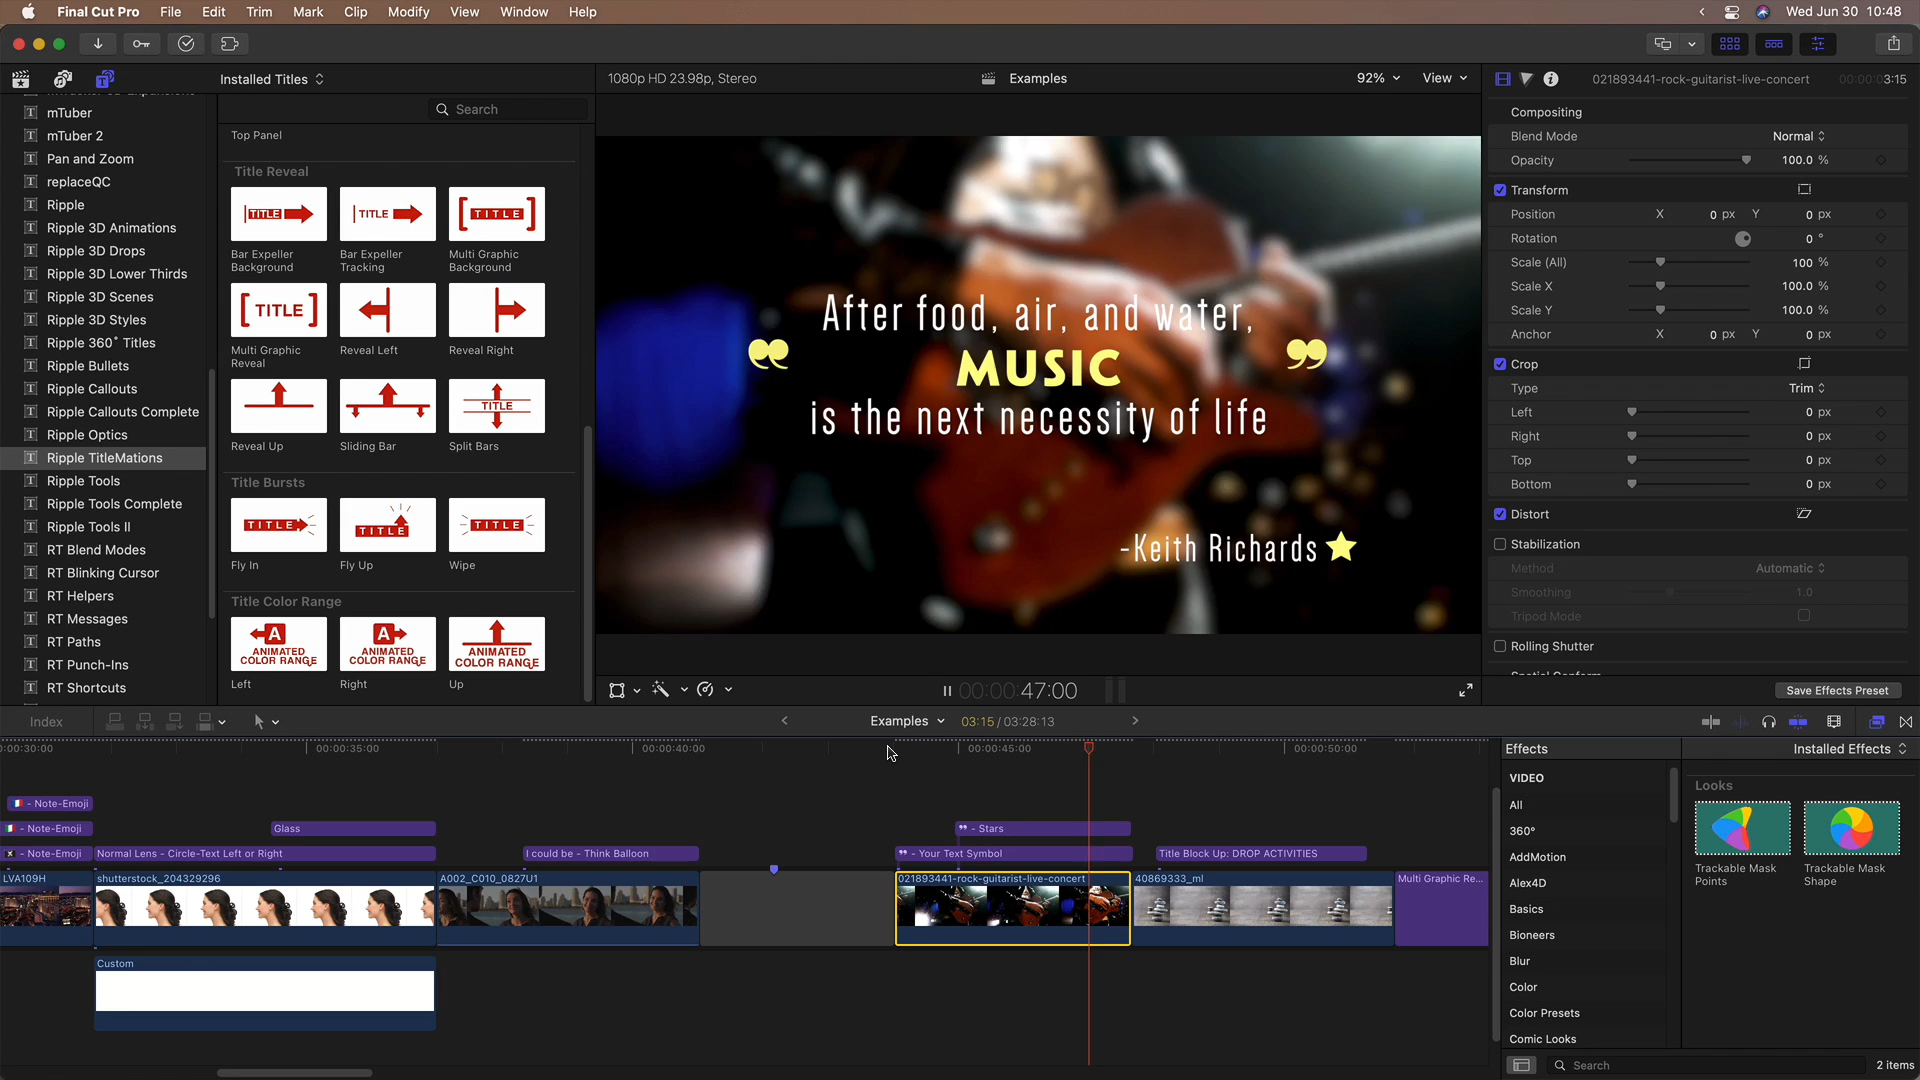 Final Cut Pro File Edit Trim Mark Clip Modify View Window Help
Wed Jun 30 10:48
Installed Titles
1080p HD 23.98p, Stereo
Examples
92%
View
021893441-rock-guitarist-live-concert
3:15
mTuber
mTuber 2
Pan and Zoom
replaceQC
Ripple
Ripple 3D Animations
Ripple 3D Drops
Ripple 3D Lower Thirds
Ripple 3D Scenes
Ripple 3D Styles
Ripple 360° Titles
Ripple Bullets
Ripple Callouts
Ripple Callouts Complete
Ripple Optics
Ripple TitleMations
Ripple Tools
Ripple Tools Complete
Ripple Tools II
RT Blend Modes
RT Blinking Cursor
RT Helpers
RT Messages
RT Paths
RT Punch-Ins
RT Shortcuts
Search
Top Panel
Title Reveal
TITLE
TITLE
TITLE
Bar Expeller Background
Bar Expeller Tracking
Multi Graphic Background
TITLE
Multi Graphic Reveal
Reveal Left
Reveal Right
TITLE
Reveal Up
Sliding Bar
Split Bars
Title Bursts
TITLE
TITLE
TITLE
Fly In
Fly Up
Wipe
Title Color Range
A
ANIMATED COLOR RANGE
A
ANIMATED COLOR RANGE
ANIMATED COLOR RANGE
Left
Right
Up
After food, air, and water,
“ MUSIC ”
is the next necessity of life
-Keith Richards
00:00:47:00
Compositing
Blend Mode Normal
Opacity 100.0 %
Transform
Position X 0 px Y 0 px
Rotation 0 °
Scale (All) 100 %
Scale X 100.0 %
Scale Y 100.0 %
Anchor X 0 px Y 0 px
Crop
Type Trim
Left 0 px
Right 0 px
Top 0 px
Bottom 0 px
Distort
Stabilization
Method Automatic
Smoothing 1.0
Tripod Mode
Rolling Shutter
Save Effects Preset
Index
Examples
03:15 / 03:28:13
0:00:30:00
00:00:35:00
00:00:40:00
00:00:45:00
00:00:50:00
- Note-Emoji
- Note-Emoji
Glass
” - Stars
- Note-Emoji
Normal Lens - Circle-Text Left or Right
I could be - Think Balloon
” - Your Text Symbol
Title Block Up: DROP ACTIVITIES
LVA109H
shutterstock_204329296
A002_C010_0827U1
021893441-rock-guitarist-live-concert
40869333_ml
Multi Graphic Re...
Custom
Effects
Installed Effects
VIDEO
All
360°
AddMotion
Alex4D
Basics
Bioneers
Blur
Color
Color Presets
Comic Looks
Looks
Trackable Mask Points
Trackable Mask Shape
Search
2 items